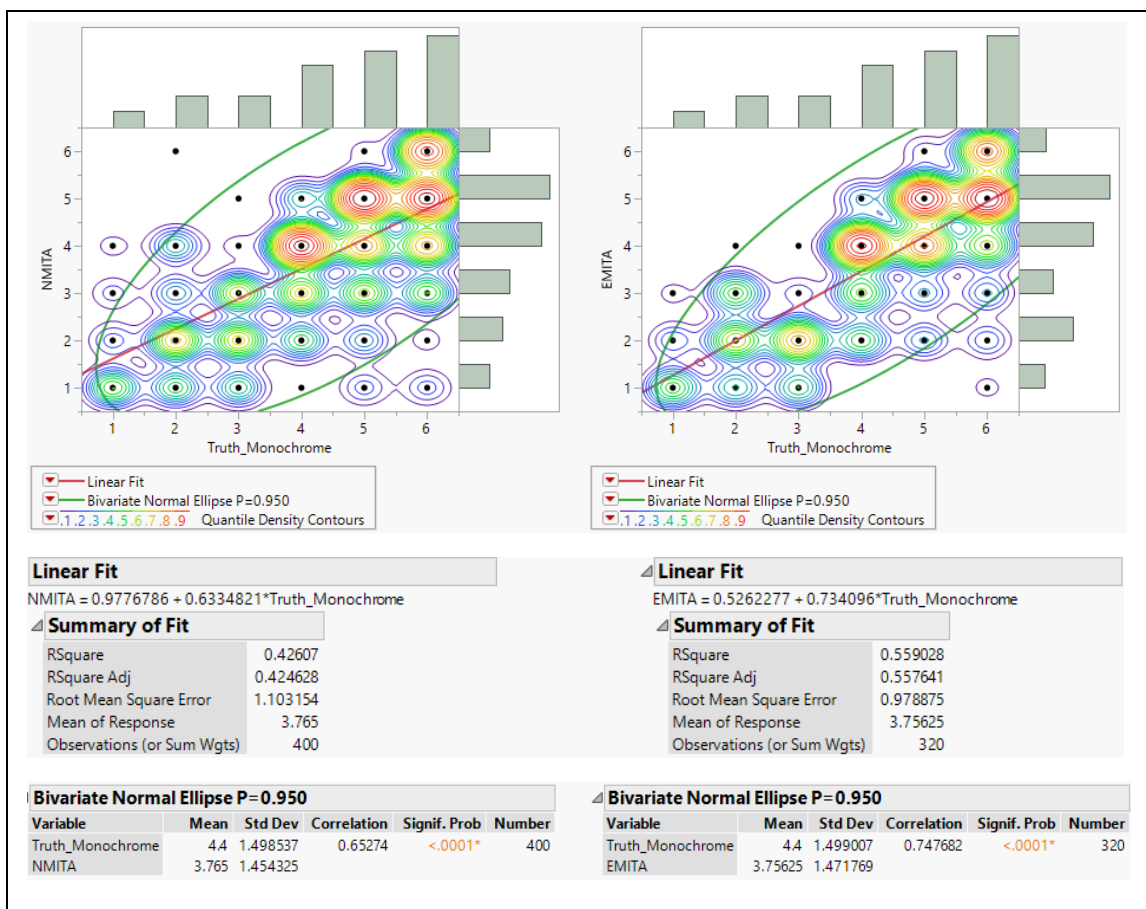 NMITA
6
5
4
3
2
1
1 2 3 4 5 6
Truth_Monochrome
Linear Fit
Bivariate Normal Ellipse P=0.950
.1 .2 .3 .4 .5 .6 .7 .8 .9 Quantile Density Contours
EMITA
6
5
4
3
2
1
1 2 3 4 5 6
Truth_Monochrome
Linear Fit
Bivariate Normal Ellipse P=0.950
.1 .2 .3 .4 .5 .6 .7 .8 .9 Quantile Density Contours
Linear Fit
NMITA = 0.9776786 + 0.6334821*Truth_Monochrome
Summary of Fit
RSquare 0.42607
RSquare Adj 0.424628
Root Mean Square Error 1.103154
Mean of Response 3.765
Observations (or Sum Wgts) 400
Linear Fit
EMITA = 0.5262277 + 0.734096*Truth_Monochrome
Summary of Fit
RSquare 0.559028
RSquare Adj 0.557641
Root Mean Square Error 0.978875
Mean of Response 3.75625
Observations (or Sum Wgts) 320
Bivariate Normal Ellipse P=0.950
Variable Mean Std Dev Correlation Signif. Prob Number
Truth_Monochrome 4.4 1.498537 0.65274 <.0001* 400
NMITA 3.765 1.454325
Bivariate Normal Ellipse P=0.950
Variable Mean Std Dev Correlation Signif. Prob Number
Truth_Monochrome 4.4 1.499007 0.747682 <.0001* 320
EMITA 3.75625 1.471769